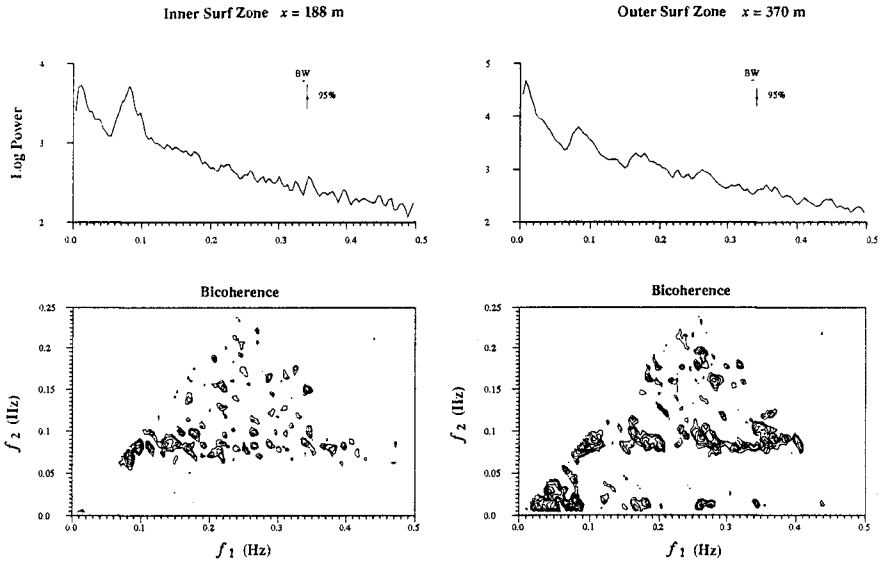 Inner Surf Zone x = 188 m
Outer Surf Zone x = 370 m
Log Power
4
3
2
BW
95%
0.0 0.1 0.2 0.3 0.4 0.5
5
4
3
2
BW
95%
0.0 0.1 0.2 0.3 0.4 0.5
Bicoherence
f2 (Hz)
0.25
0.20
0.15
0.10
0.05
0.0
0.0 0.1 0.2 0.3 0.4 0.5
f1 (Hz)
Bicoherence
f2 (Hz)
0.25
0.20
0.15
0.10
0.05
0.0
0.0 0.1 0.2 0.3 0.4 0.5
f1 (Hz)